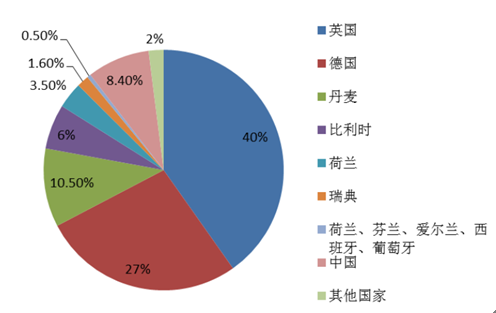 0.50%
2%
1.60%
8.40%
3.50%
40%
6%
10.50%
27%
英国
德国
丹麦
比利时
荷兰
瑞典
荷兰、芬兰、爱尔兰、西
班牙、葡萄牙
中国
其他国家